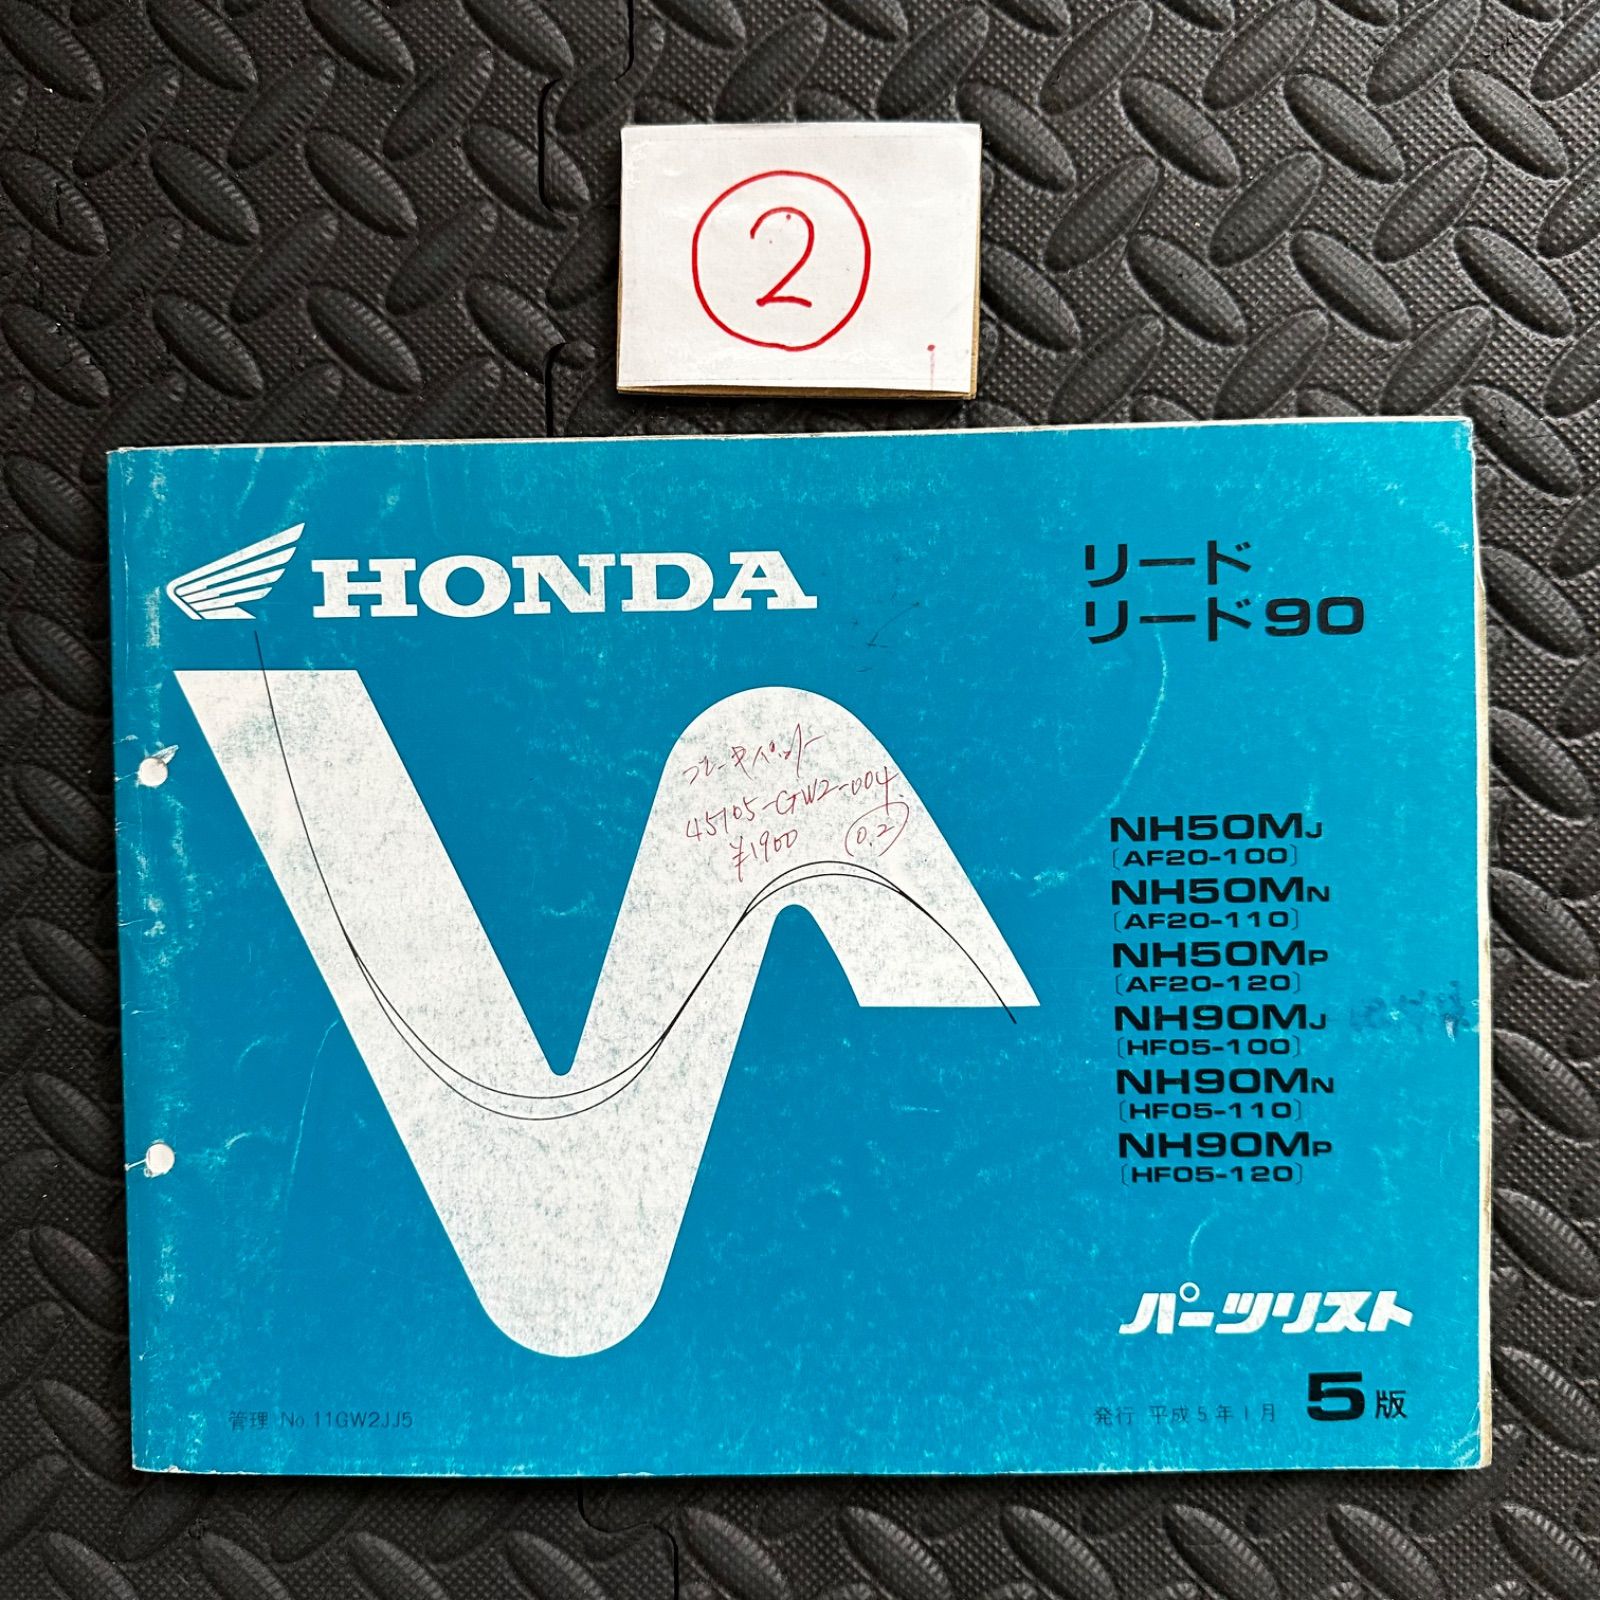 ②
HONDA
リード
リード90
ブレーキパット
45105-GW2-004
¥1900
0.2
NH50MJ
〔AF20-100〕
NH50MN
〔AF20-110〕
NH50MP
〔AF20-120〕
NH90MJ
〔HF05-100〕
NH90MN
〔HF05-110〕
NH90MP
〔HF05-120〕
パーツリスト
管理 No.11GW2JJ5
発行 平成5年1月 5版